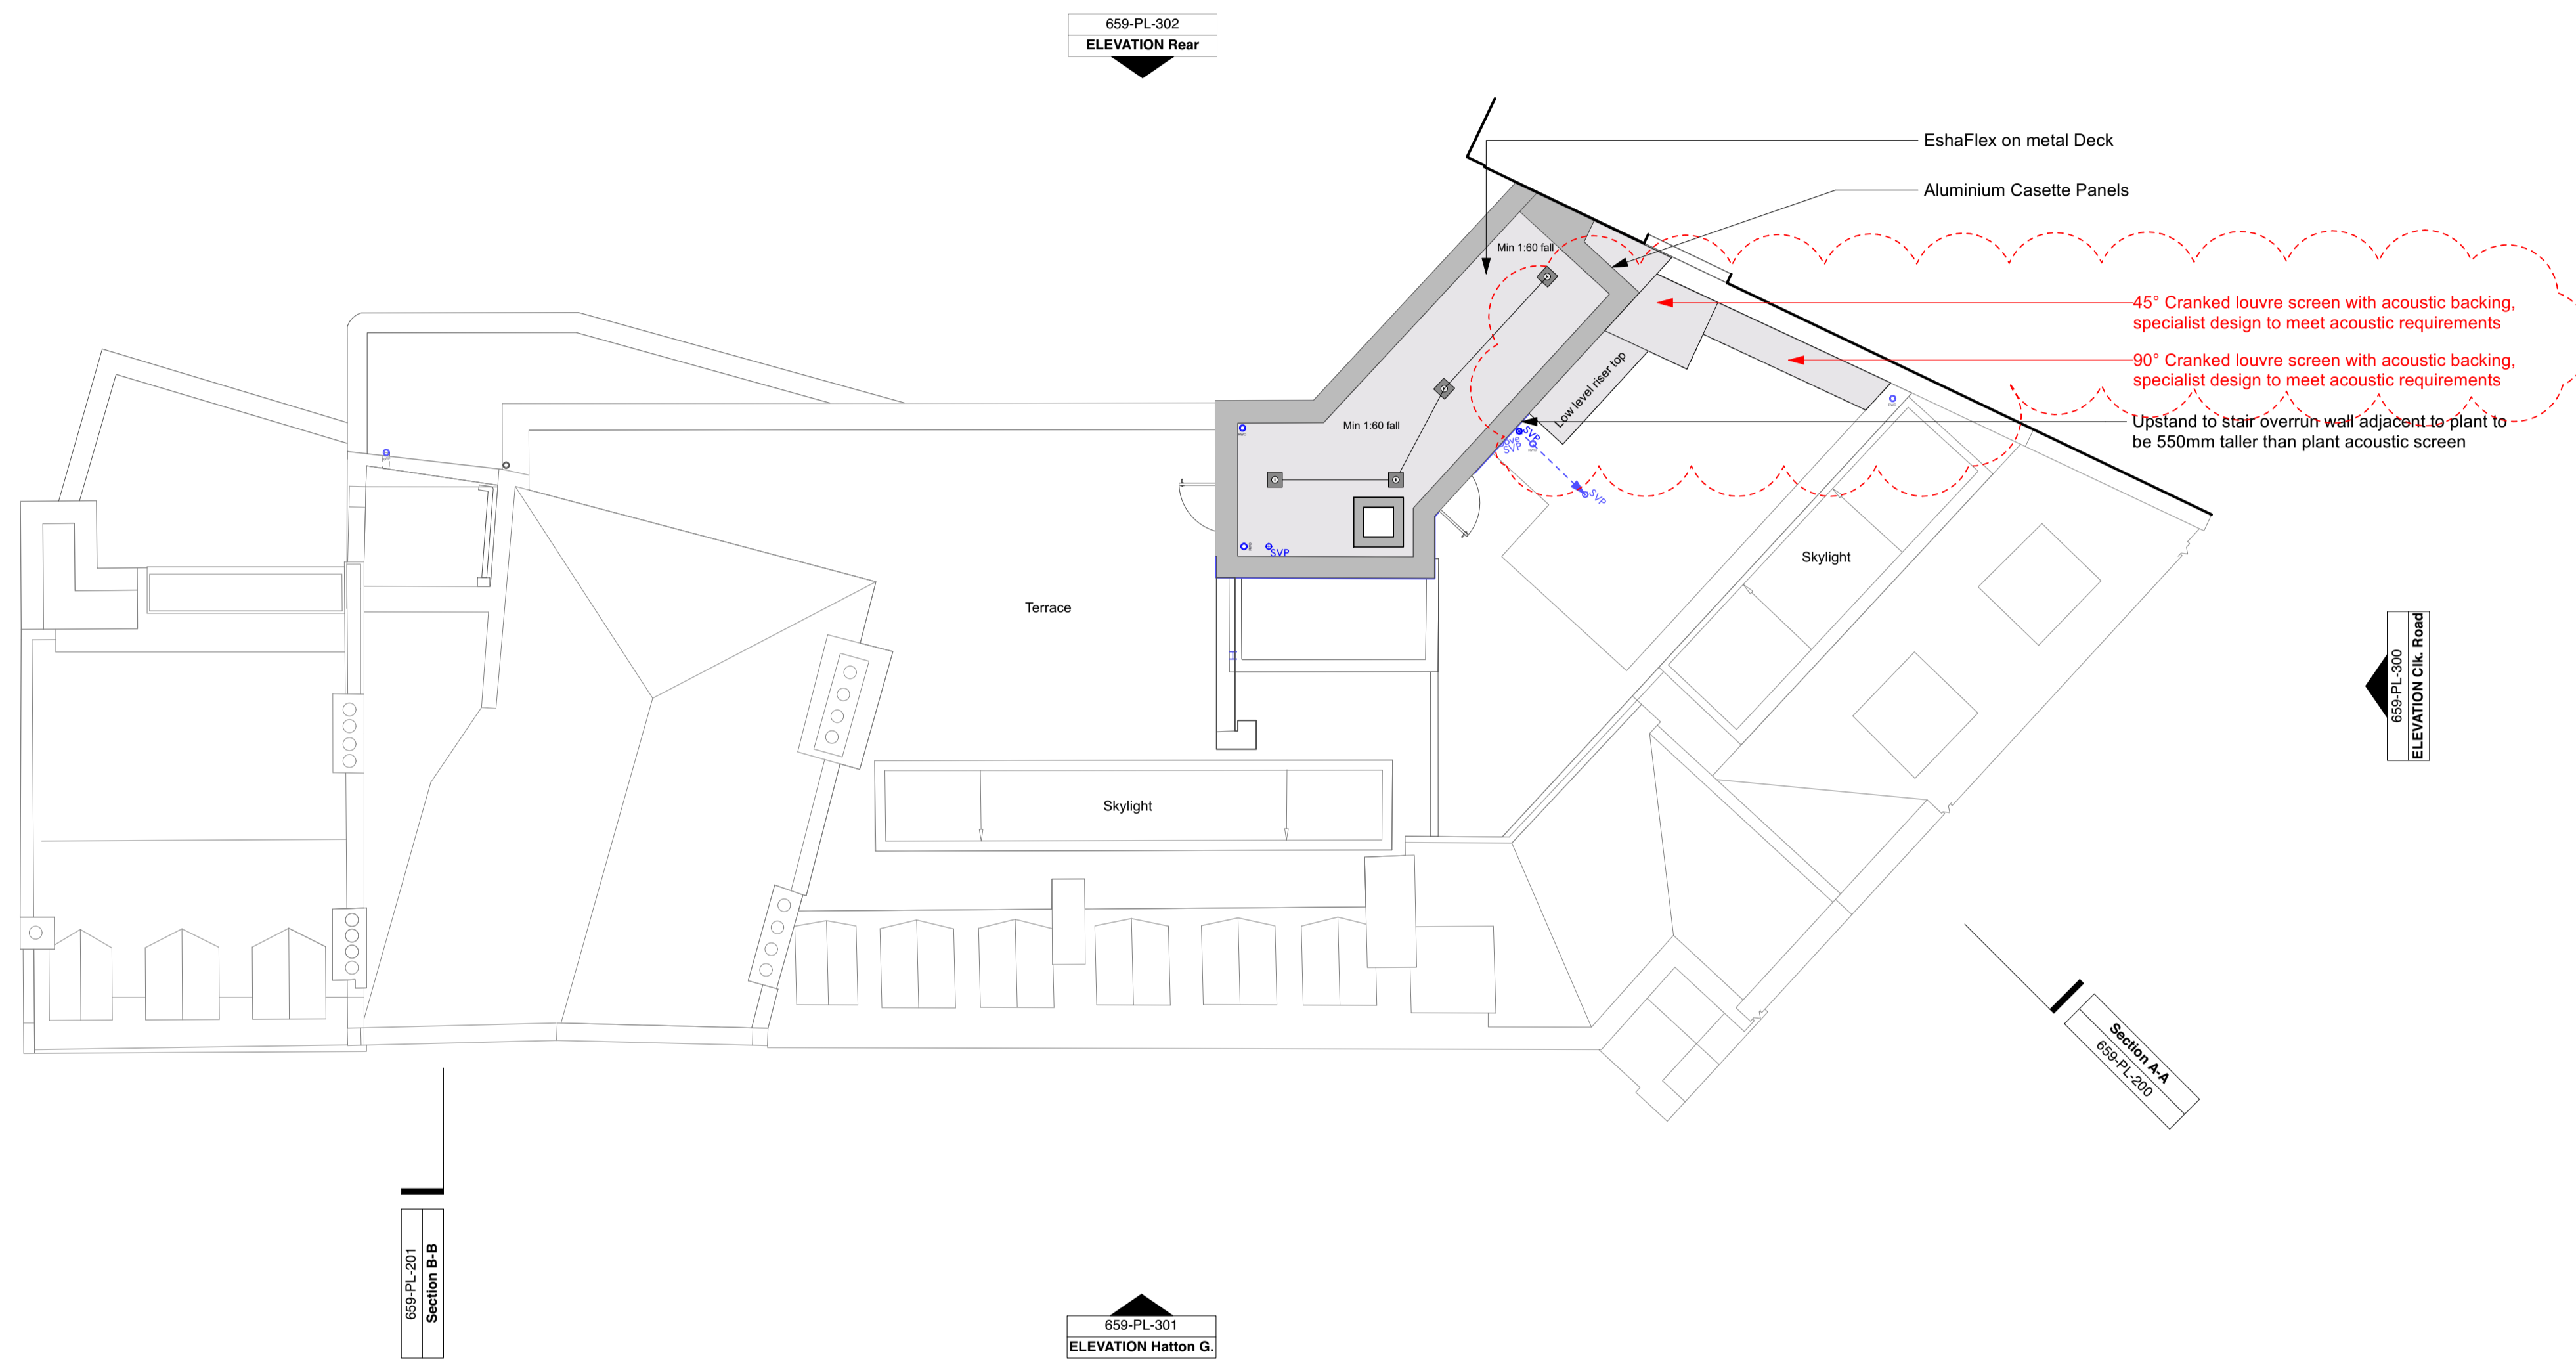 659-PL-302
ELEVATION Rear
EshaFlex on metal Deck
Aluminium Casette Panels
Min 1:60 fall
45° Cranked louvre screen with acoustic backing,
specialist design to meet acoustic requirements
90° Cranked louvre screen with acoustic backing,
specialist design to meet acoustic requirements
Low level riser top
Upstand to stair overrun wall adjacent to plant to
be 550mm taller than plant acoustic screen
Min 1:60 fall
SVP
SVP
SVP
SVP
Skylight
Terrace
659-PL-300
ELEVATION Clk. Road
Skylight
Section A-A
659-PL-200
659-PL-201
Section B-B
659-PL-301
ELEVATION Hatton G.